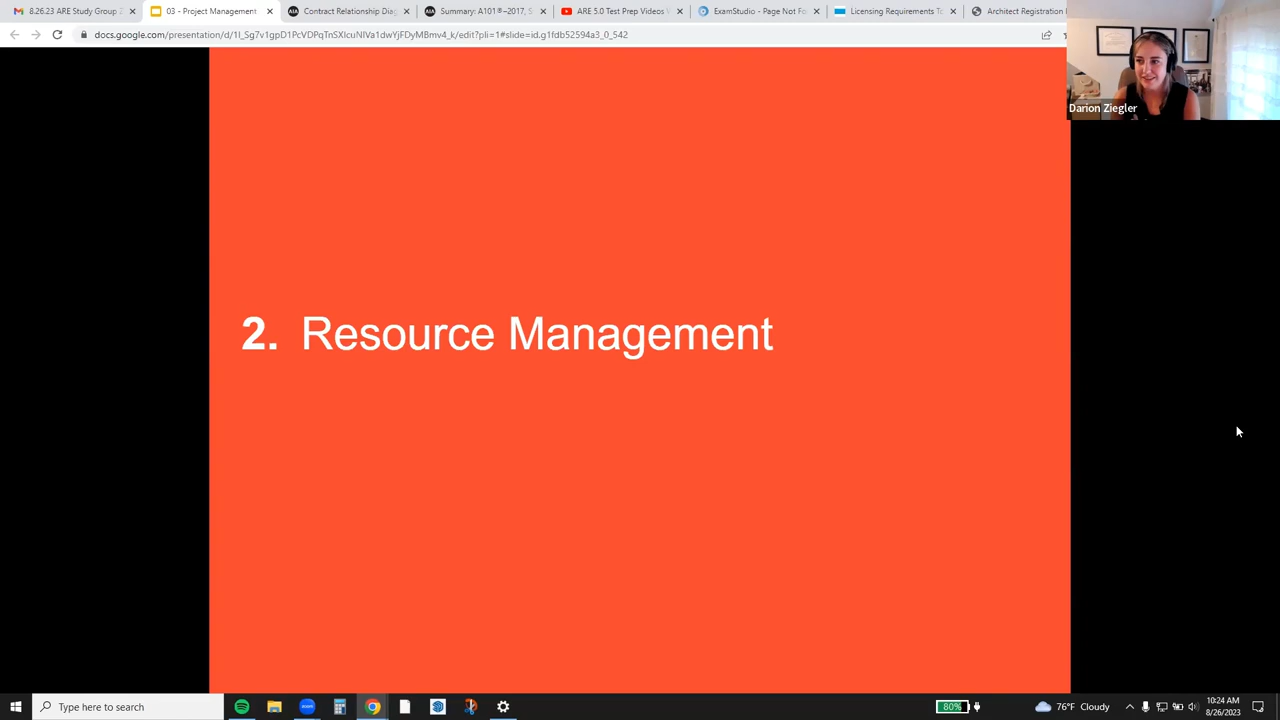 8.26.23 ARE Study Group
03 - Project Management
Contract Relationship Diag
Summary: A101®–2017, S
ARE 5.0 Test Prep Videos
ExamStudio - Page Not Fo
Licensing Requirements To
Architect Registration
docs.google.com/presentation/d/1I_Sg7v1gpD1PcVDPqTnSXIcuNIVa1dwYjFDyMBmv4_k/edit?pli=1#slide=id.g1fdb52594a3_0_542
Darion Ziegler
2. Resource Management
Type here to search
80%
76°F Cloudy
10:24 AM
8/26/2023